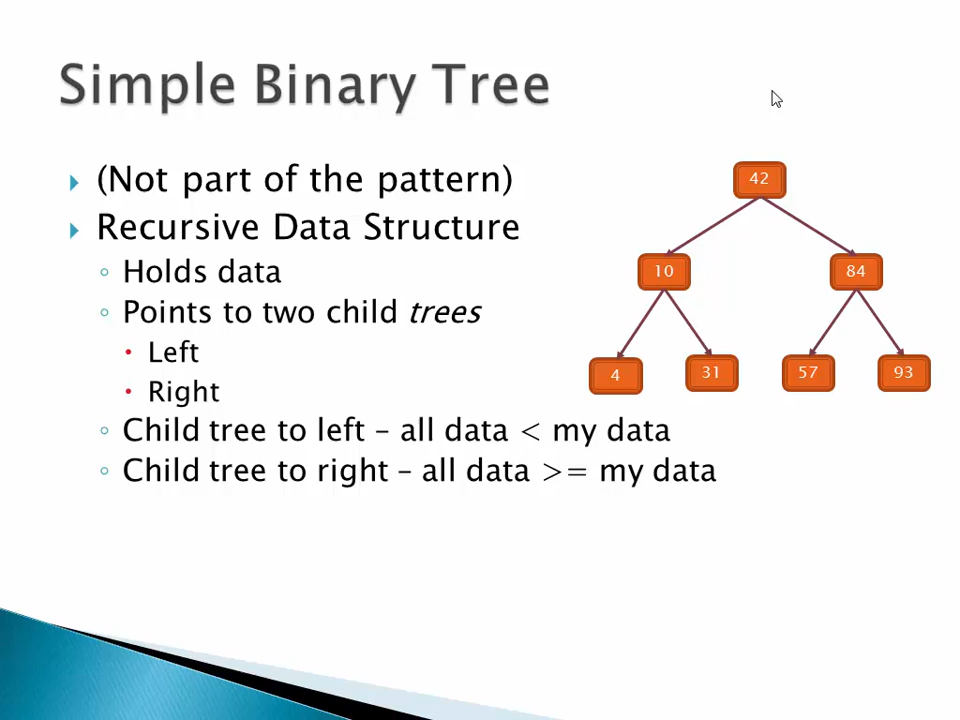 Simple Binary Tree
(Not part of the pattern)
Recursive Data Structure
Holds data
Points to two child trees
Left
Right
Child tree to left – all data < my data
Child tree to right – all data >= my data
42
10
84
4
31
57
93